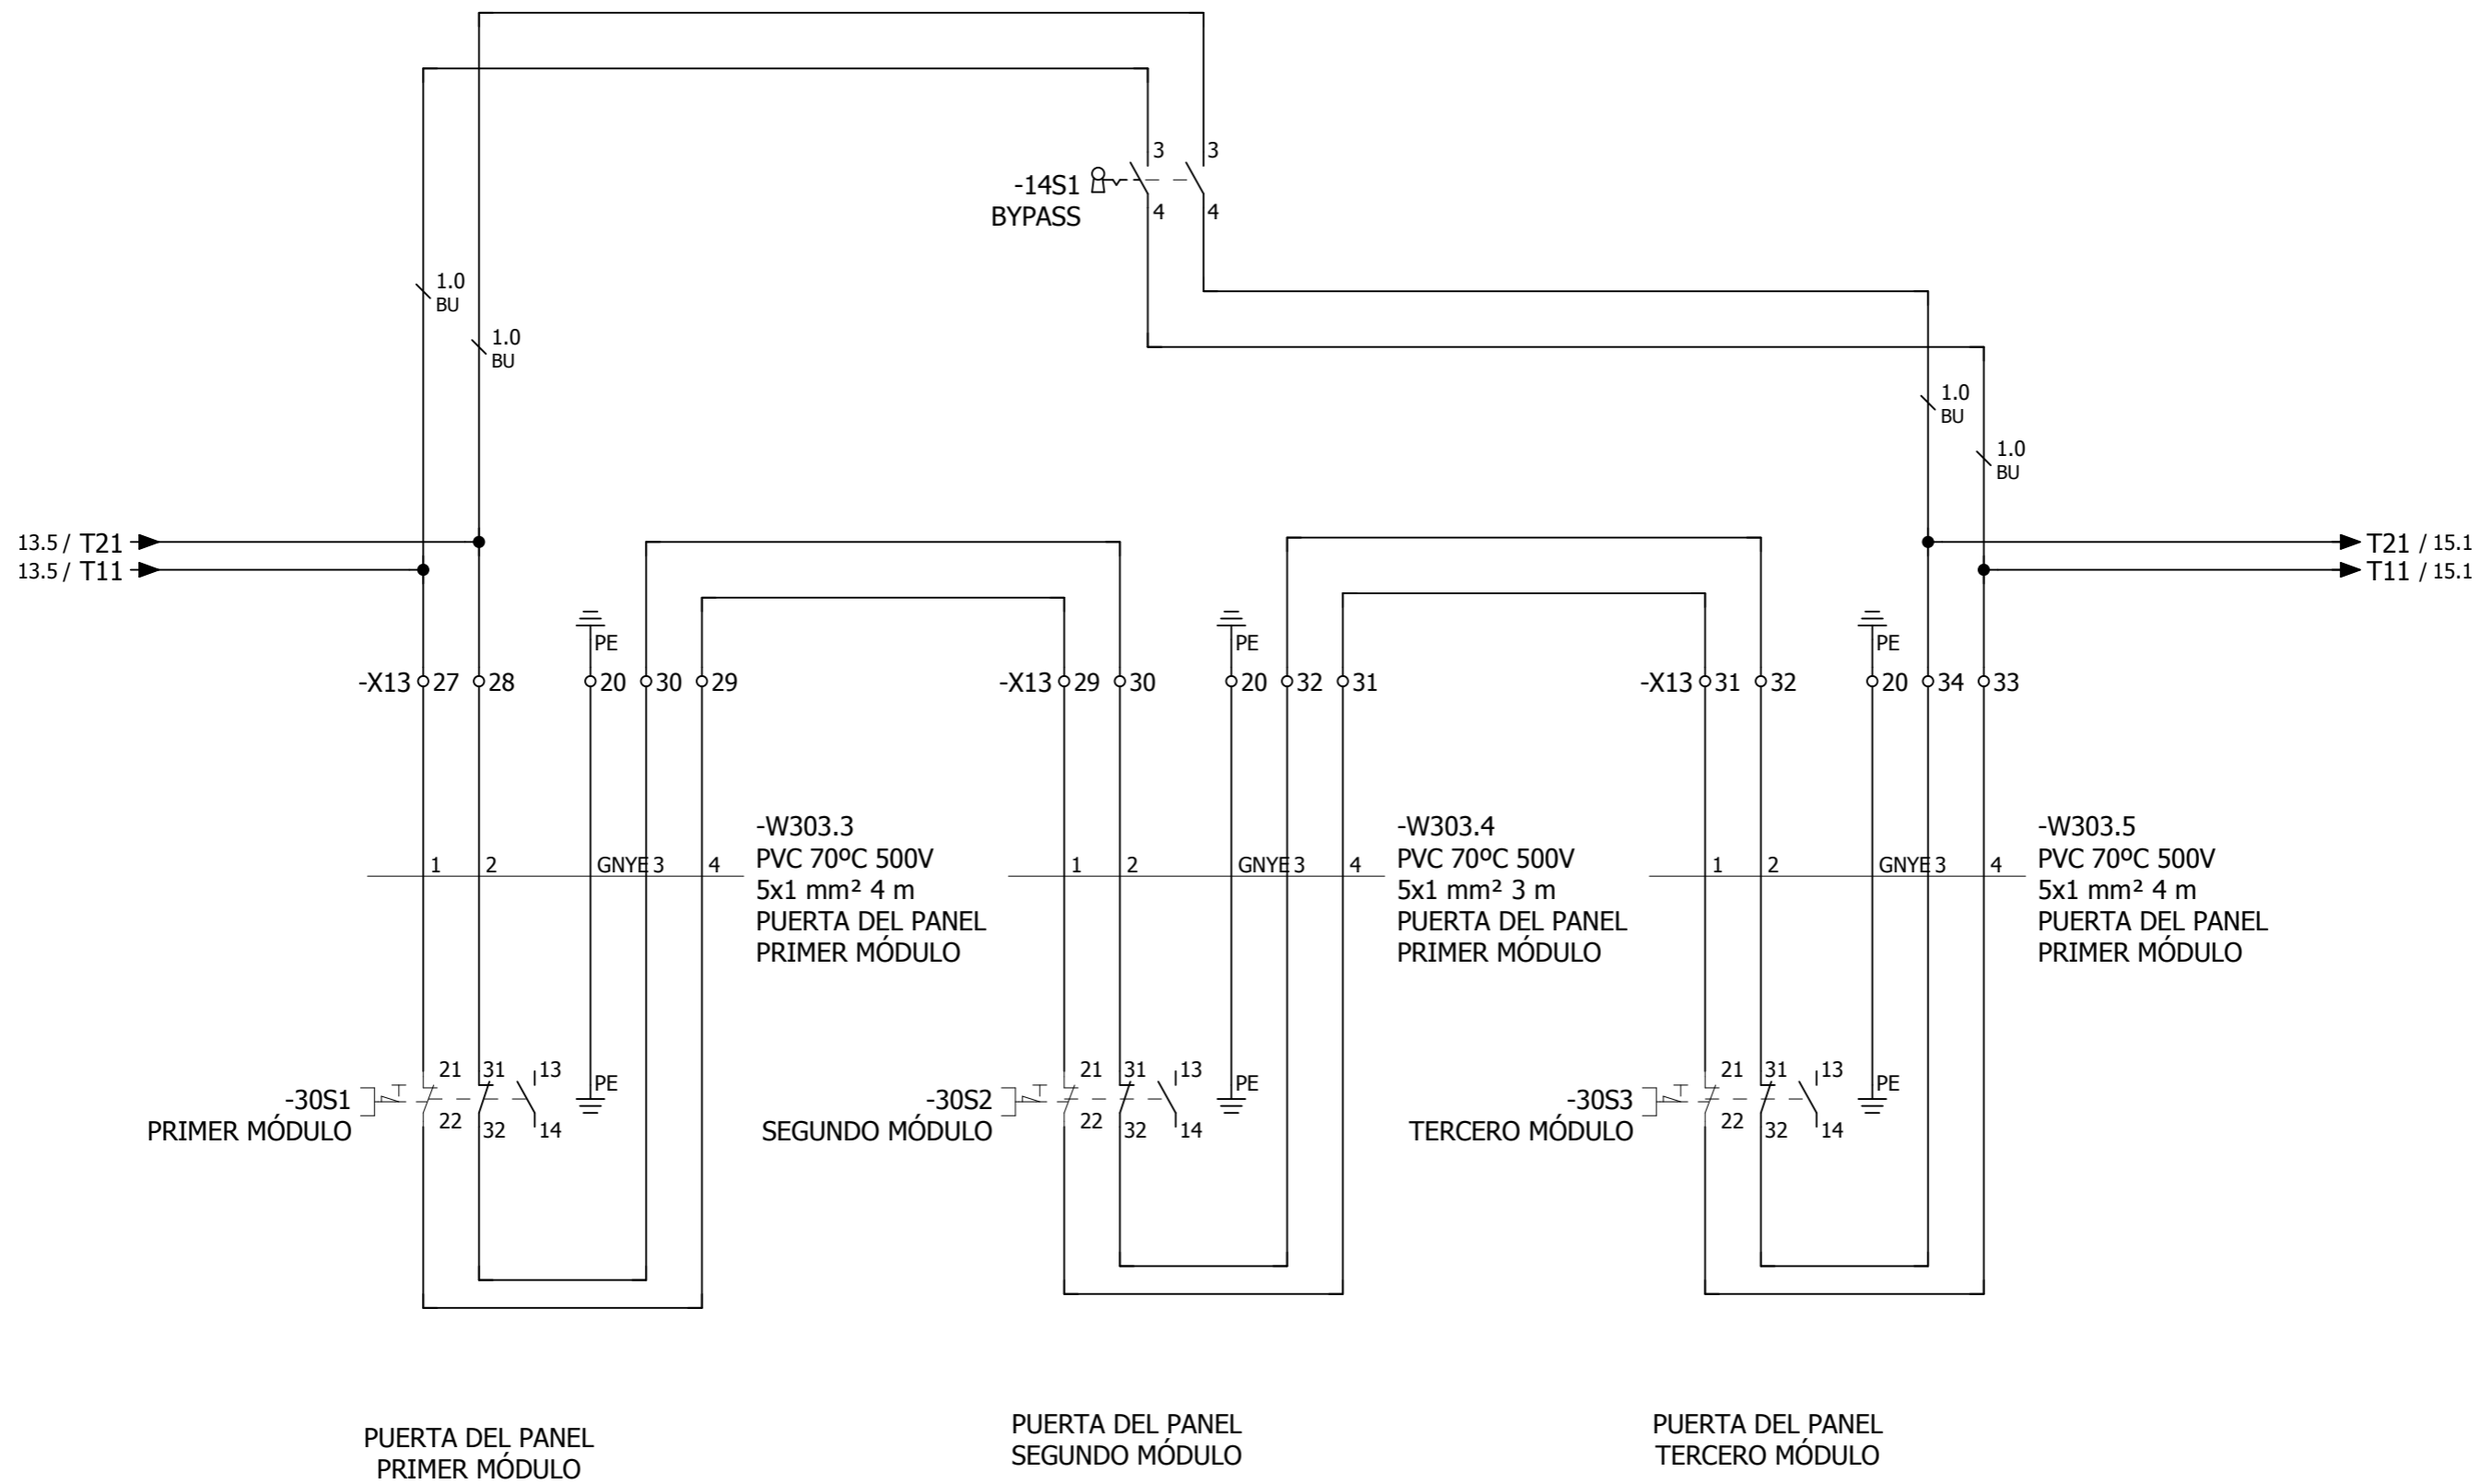 3 3
-14S1
BYPASS
4 4
1.0
BU
1.0
BU
1.0
BU
1.0
BU
13.5 / T21
13.5 / T11
T21 / 15.1
T11 / 15.1
PE
PE
PE
-X13 27 28 20 30 29
-X13 29 30 20 32 31
-X13 31 32 20 34 33
1 2 GNYE 3 4
-W303.3
PVC 70ºC 500V
5x1 mm² 4 m
PUERTA DEL PANEL
PRIMER MÓDULO
1 2 GNYE 3 4
-W303.4
PVC 70ºC 500V
5x1 mm² 3 m
PUERTA DEL PANEL
PRIMER MÓDULO
1 2 GNYE 3 4
-W303.5
PVC 70ºC 500V
5x1 mm² 4 m
PUERTA DEL PANEL
PRIMER MÓDULO
21 31 13
-30S1
PE
PRIMER MÓDULO
22 32 14
21 31 13
-30S2
PE
SEGUNDO MÓDULO
22 32 14
21 31 13
-30S3
PE
TERCERO MÓDULO
22 32 14
PUERTA DEL PANEL
PRIMER MÓDULO
PUERTA DEL PANEL
SEGUNDO MÓDULO
PUERTA DEL PANEL
TERCERO MÓDULO